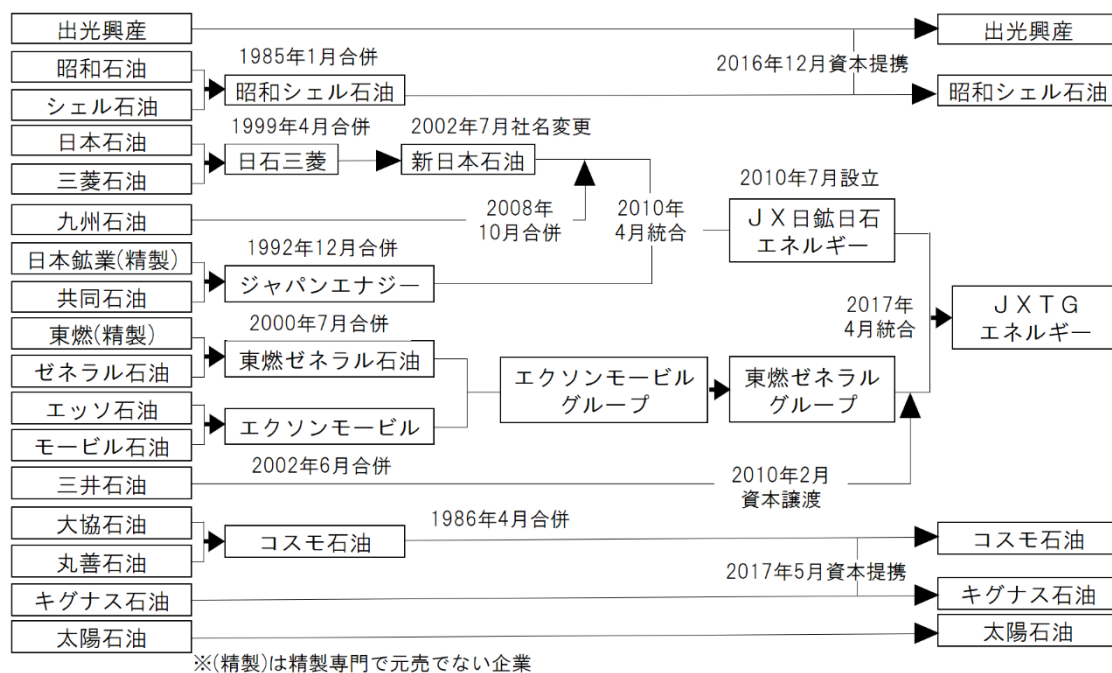 出光興産
出光興産
昭和石油
1985年1月合併
2016年12月資本提携
シェル石油
昭和シェル石油
昭和シェル石油
日本石油
1999年4月合併
2002年7月社名変更
三菱石油
日石三菱
新日本石油
2010年7月設立
九州石油
2008年
10月合併
2010年
4月統合
JX日鉱日石
エネルギー
日本鉱業(精製)
1992年12月合併
共同石油
ジャパンエナジー
2017年
4月統合
JXTG
エネルギー
東燃(精製)
2000年7月合併
ゼネラル石油
東燃ゼネラル石油
エクソンモービル
グループ
東燃ゼネラル
グループ
エッソ石油
モービル石油
エクソンモービル
2002年6月合併
三井石油
2010年2月
資本譲渡
大協石油
1986年4月合併
丸善石油
コスモ石油
コスモ石油
2017年5月資本提携
キグナス石油
キグナス石油
太陽石油
太陽石油
※(精製)は精製専門で元売でない企業